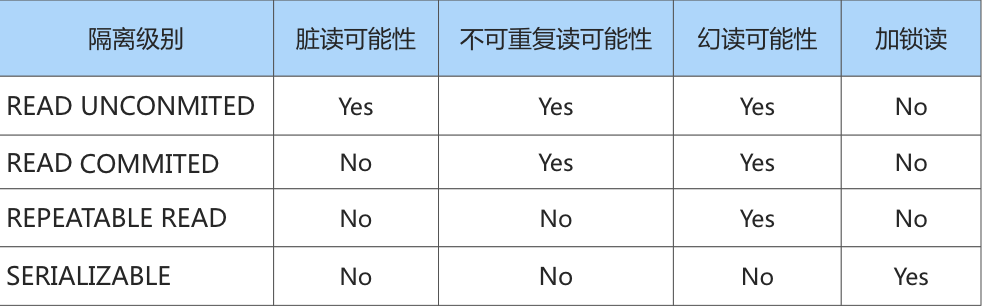 隔离级别 脏读可能性 不可重复读可能性 幻读可能性 加锁读
READ UNCONMITED Yes Yes Yes No
READ COMMITED No Yes Yes No
REPEATABLE READ No No Yes No
SERIALIZABLE No No No Yes